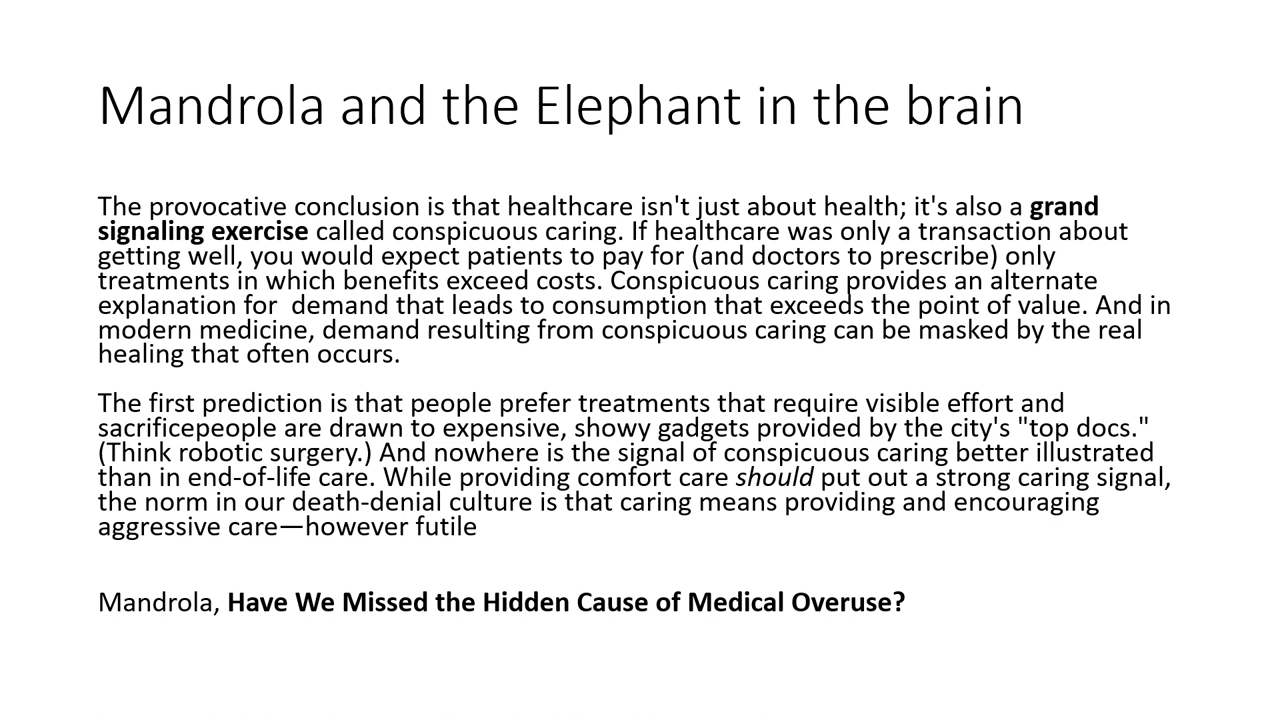 Mandrola and the Elephant in the brain
The provocative conclusion is that healthcare isn't just about health; it's also a grand
signaling exercise called conspicuous caring. If healthcare was only a transaction about
getting well, you would expect patients to pay for (and doctors to prescribe) only
treatments in which benefits exceed costs. Conspicuous caring provides an alternate
explanation for  demand that leads to consumption that exceeds the point of value. And in
modern medicine, demand resulting from conspicuous caring can be masked by the real
healing that often occurs.
The first prediction is that people prefer treatments that require visible effort and
sacrificepeople are drawn to expensive, showy gadgets provided by the city's "top docs."
(Think robotic surgery.) And nowhere is the signal of conspicuous caring better illustrated
than in end-of-life care. While providing comfort care should put out a strong caring signal,
the norm in our death-denial culture is that caring means providing and encouraging
aggressive care—however futile
Mandrola, Have We Missed the Hidden Cause of Medical Overuse?